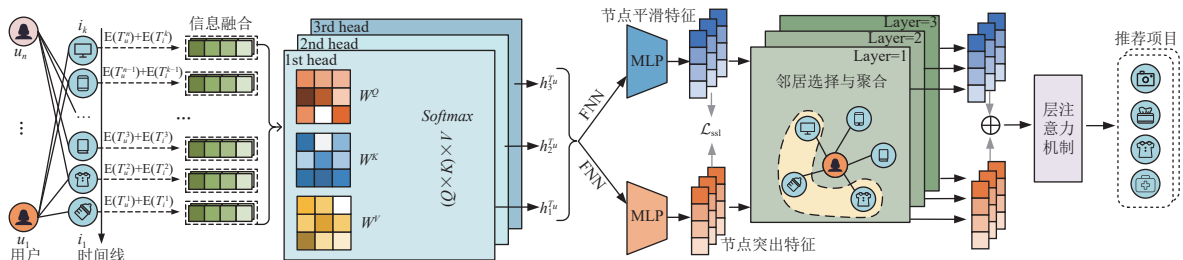 u_n
i_k
E(T_u^n)+E(T_i^k)
E(T_u^{n-1})+E(T_i^{k-1})
...
...
...
E(T_u^3)+E(T_i^3)
E(T_u^2)+E(T_i^2)
E(T_u^1)+E(T_i^1)
u_1
用户
i_1
时间线
信息融合
...
3rd head
2nd head
1st head
W^Q
W^K
W^V
Softmax
(Q×K)×V
h_3^{T_u}
h_2^{T_u}
h_1^{T_u}
FNN
FNN
MLP
MLP
节点平滑特征
ℒ_ssl
节点突出特征
Layer=3
Layer=2
Layer=1
邻居选择与聚合
层注
意力
机制
推荐项目